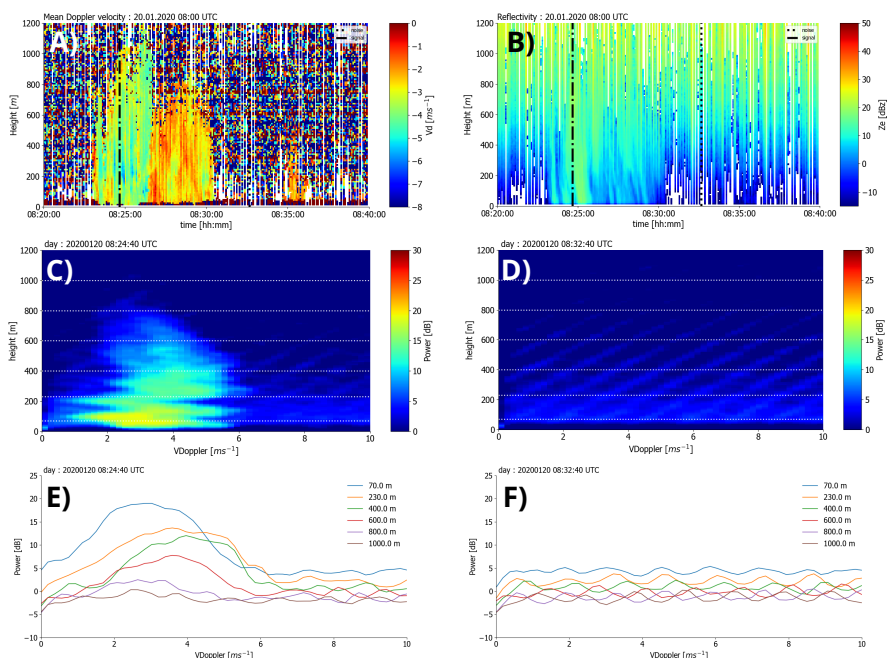 Mean Doppler velocity : 20.01.2020 08:00 UTC
A)
noise
signal
Height [m]
1200
1000
800
600
400
200
0
08:20:00 08:25:00 08:30:00 08:35:00 08:40:00
time [hh:mm]
0
−1
−2
−3
−4
−5
−6
−7
−8
Vd [ms⁻¹]
Reflectivity : 20.01.2020 08:00 UTC
B)
noise
signal
Height [m]
1200
1000
800
600
400
200
0
08:20:00 08:25:00 08:30:00 08:35:00 08:40:00
time [hh:mm]
50
40
30
20
10
0
−10
Ze [dBz]
day : 20200120 08:24:40 UTC
C)
height [m]
1200
1000
800
600
400
200
0
0 2 4 6 8 10
VDoppler [ms⁻¹]
30
25
20
15
10
5
0
Power [dB]
day : 20200120 08:32:40 UTC
D)
height [m]
1200
1000
800
600
400
200
0
0 2 4 6 8 10
VDoppler [ms⁻¹]
30
25
20
15
10
5
0
Power [dB]
day : 20200120 08:24:40 UTC
E)
70.0 m
230.0 m
400.0 m
600.0 m
800.0 m
1000.0 m
Power [dB]
25
20
15
10
5
0
−5
−10
0 2 4 6 8 10
VDoppler [ms⁻¹]
day : 20200120 08:32:40 UTC
F)
70.0 m
230.0 m
400.0 m
600.0 m
800.0 m
1000.0 m
Power [dB]
25
20
15
10
5
0
−5
−10
0 2 4 6 8 10
VDoppler [ms⁻¹]